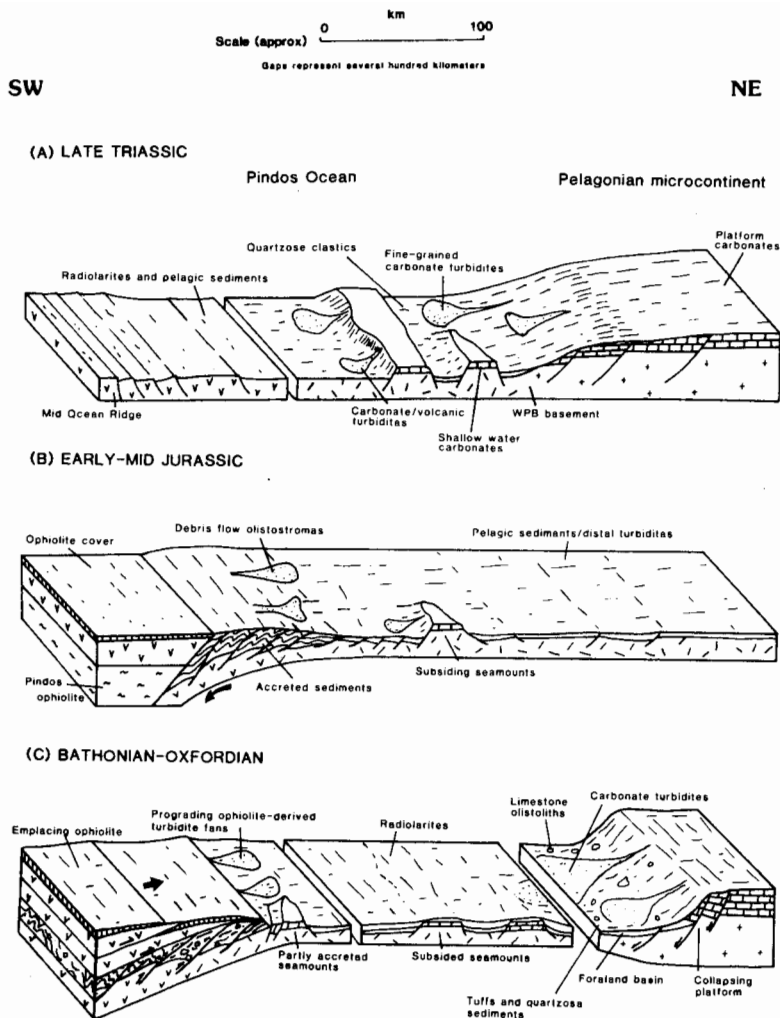 km
0 100
Scale (approx)
Gaps represent several hundred kilometers
SW NE
(A) LATE TRIASSIC
Pindos Ocean Pelagonian microcontinent
Platform
carbonates
Quartzose clastics
Fine-grained
carbonate turbidites
Radiolarites and pelagic sediments
Mid Ocean Ridge
Carbonate/volcanic
turbiditas
WPB basement
Shallow water
carbonates
(B) EARLY-MID JURASSIC
Ophiolite cover
Debris flow olistostromas
Pelagic sediments/distal turbiditas
Accreted sediments
Subsiding seamounts
Pindos
ophiolite
(C) BATHONIAN-OXFORDIAN
Emplacing ophiolite
Prograding ophiolite-derived
turbidite fans
Radiolarites
Limestone
olistoliths
Carbonate turbidites
Partly accreted
seamounts
Subsided seamounts
Foraland basin
Collapsing
platform
Tuffs and quartzosa
sediments